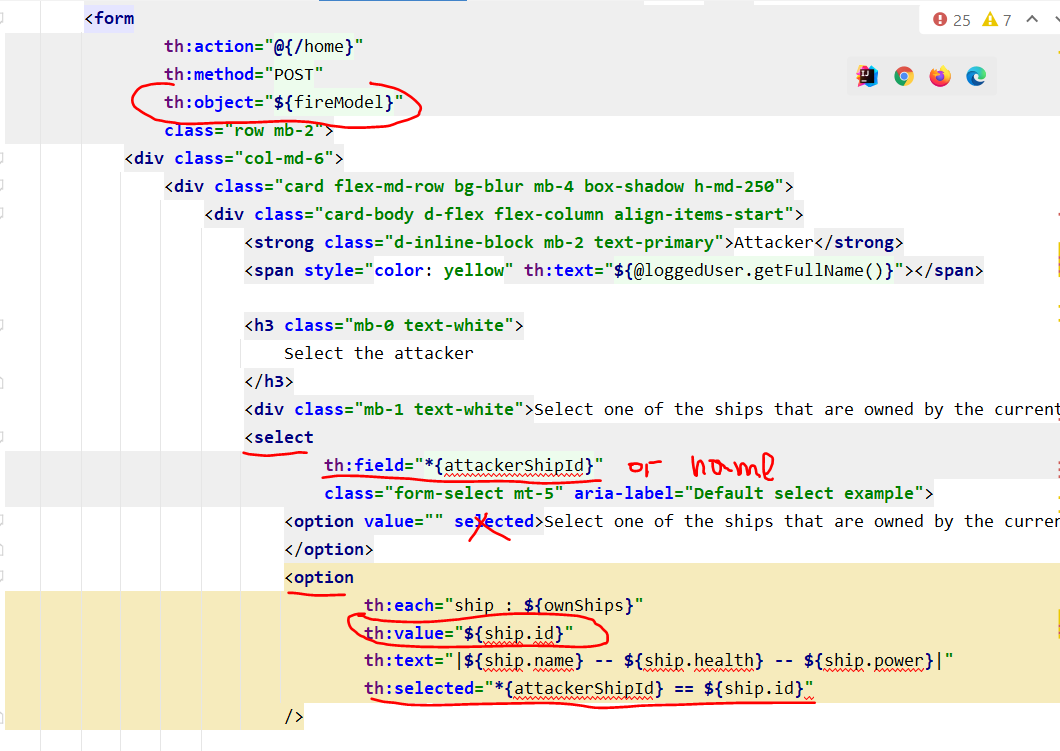 <form
25 7
th:action="@{/home}"
th:method="POST"
th:object="${fireModel}"
class="row mb-2">
<div class="col-md-6">
<div class="card flex-md-row bg-blur mb-4 box-shadow h-md-250">
<div class="card-body d-flex flex-column align-items-start">
<strong class="d-inline-block mb-2 text-primary">Attacker</strong>
<span style="color: yellow" th:text="${@loggedUser.getFullName()}"></span>
<h3 class="mb-0 text-white">
Select the attacker
</h3>
<div class="mb-1 text-white">Select one of the ships that are owned by the current
<select
th:field="*{attackerShipId}" or name
class="form-select mt-5" aria-label="Default select example">
<option value="" selected>Select one of the ships that are owned by the curren
</option>
<option
th:each="ship : ${ownShips}"
th:value="${ship.id}"
th:text="|${ship.name} -- ${ship.health} -- ${ship.power}|"
th:selected="*{attackerShipId} == ${ship.id}"
/>